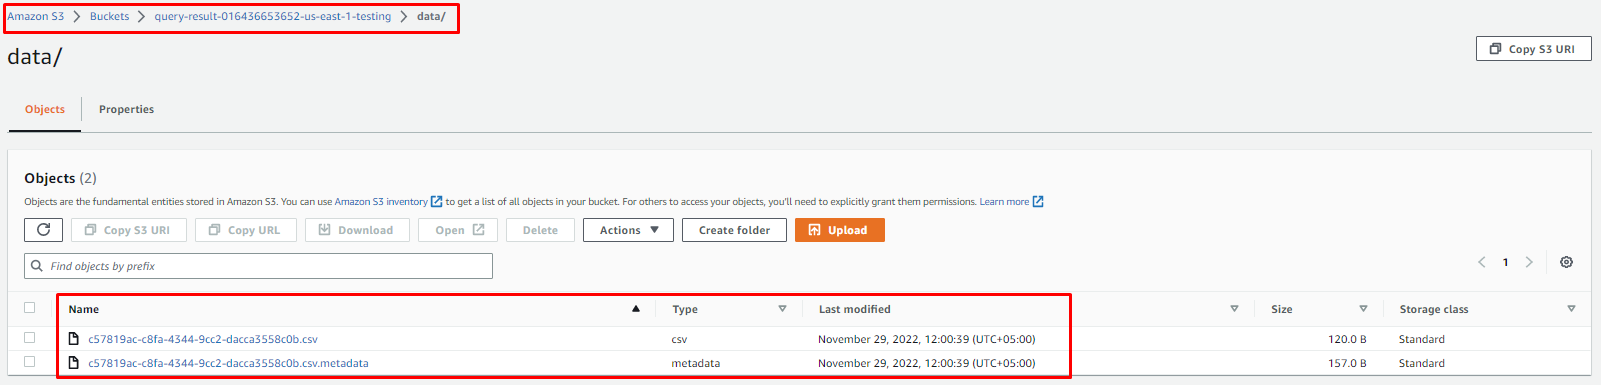 Amazon S3 > Buckets > query-result-016436653652-us-east-1-testing > data/
data/
Copy S3 URI
Objects Properties
Objects (2)
Objects are the fundamental entities stored in Amazon S3. You can use Amazon S3 inventory to get a list of all objects in your bucket. For others to access your objects, you'll need to explicitly grant them permissions. Learn more
Copy S3 URI Copy URL Download Open Delete Actions Create folder Upload
Find objects by prefix
1
Name Type Last modified Size Storage class
c57819ac-c8fa-4344-9cc2-dacca3558c0b.csv csv November 29, 2022, 12:00:39 (UTC+05:00) 120.0 B Standard
c57819ac-c8fa-4344-9cc2-dacca3558c0b.csv.metadata metadata November 29, 2022, 12:00:39 (UTC+05:00) 157.0 B Standard